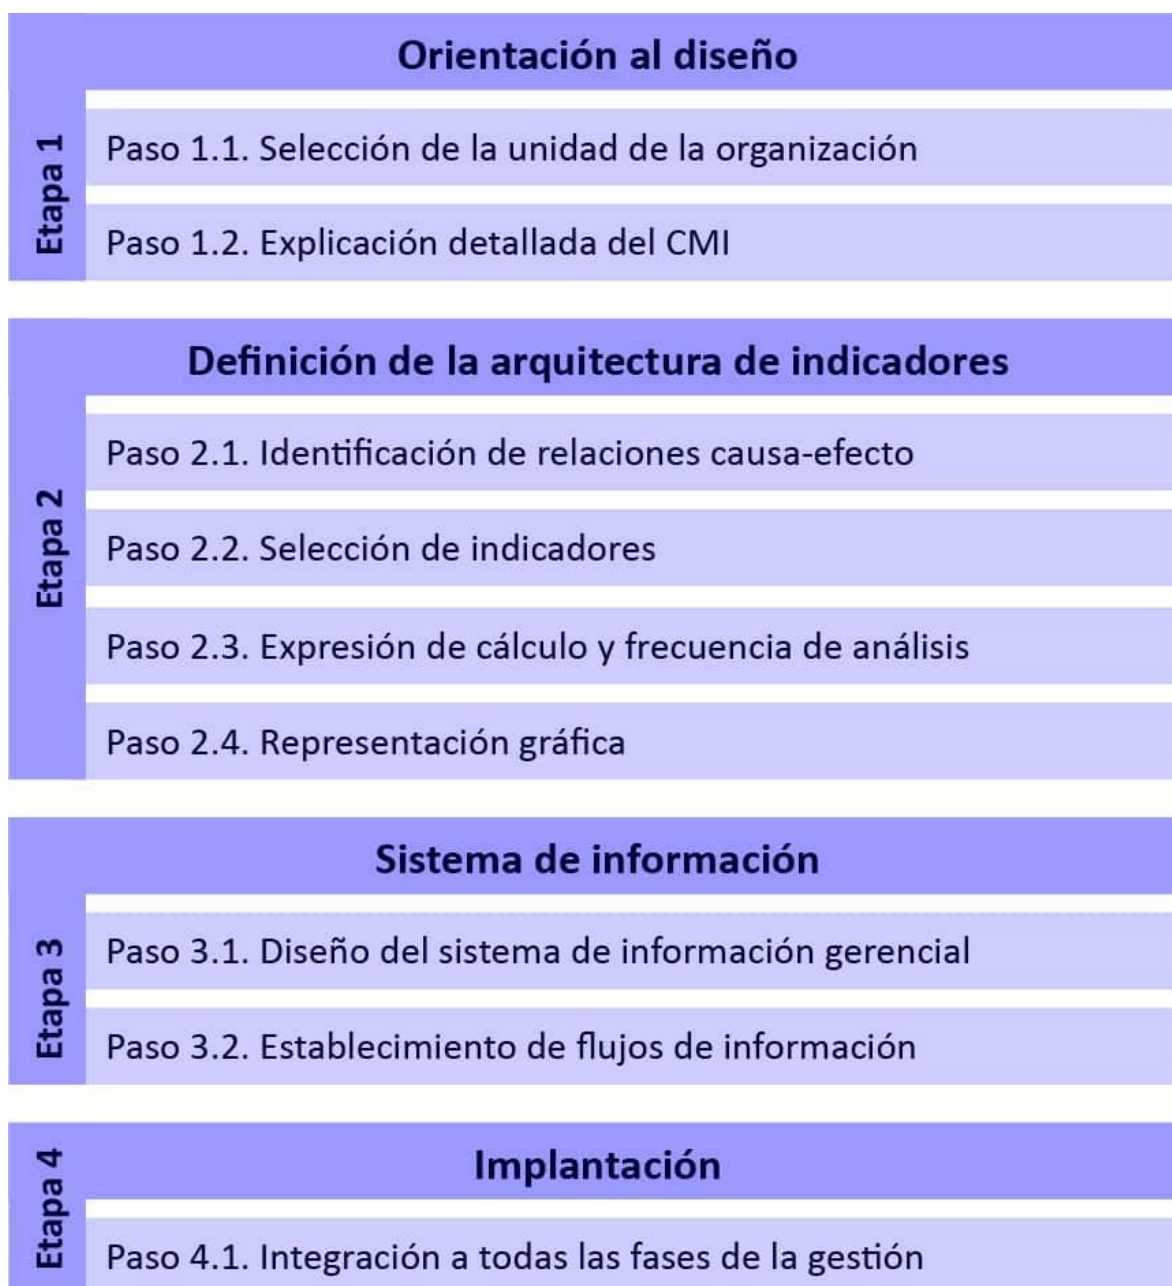 Orientación al diseño
Etapa 1
Paso 1.1. Selección de la unidad de la organización
Paso 1.2. Explicación detallada del CMI
Definición de la arquitectura de indicadores
Etapa 2
Paso 2.1. Identificación de relaciones causa-efecto
Paso 2.2. Selección de indicadores
Paso 2.3. Expresión de cálculo y frecuencia de análisis
Paso 2.4. Representación gráfica
Sistema de información
Etapa 3
Paso 3.1. Diseño del sistema de información gerencial
Paso 3.2. Establecimiento de flujos de información
Implantación
Etapa 4
Paso 4.1. Integración a todas las fases de la gestión